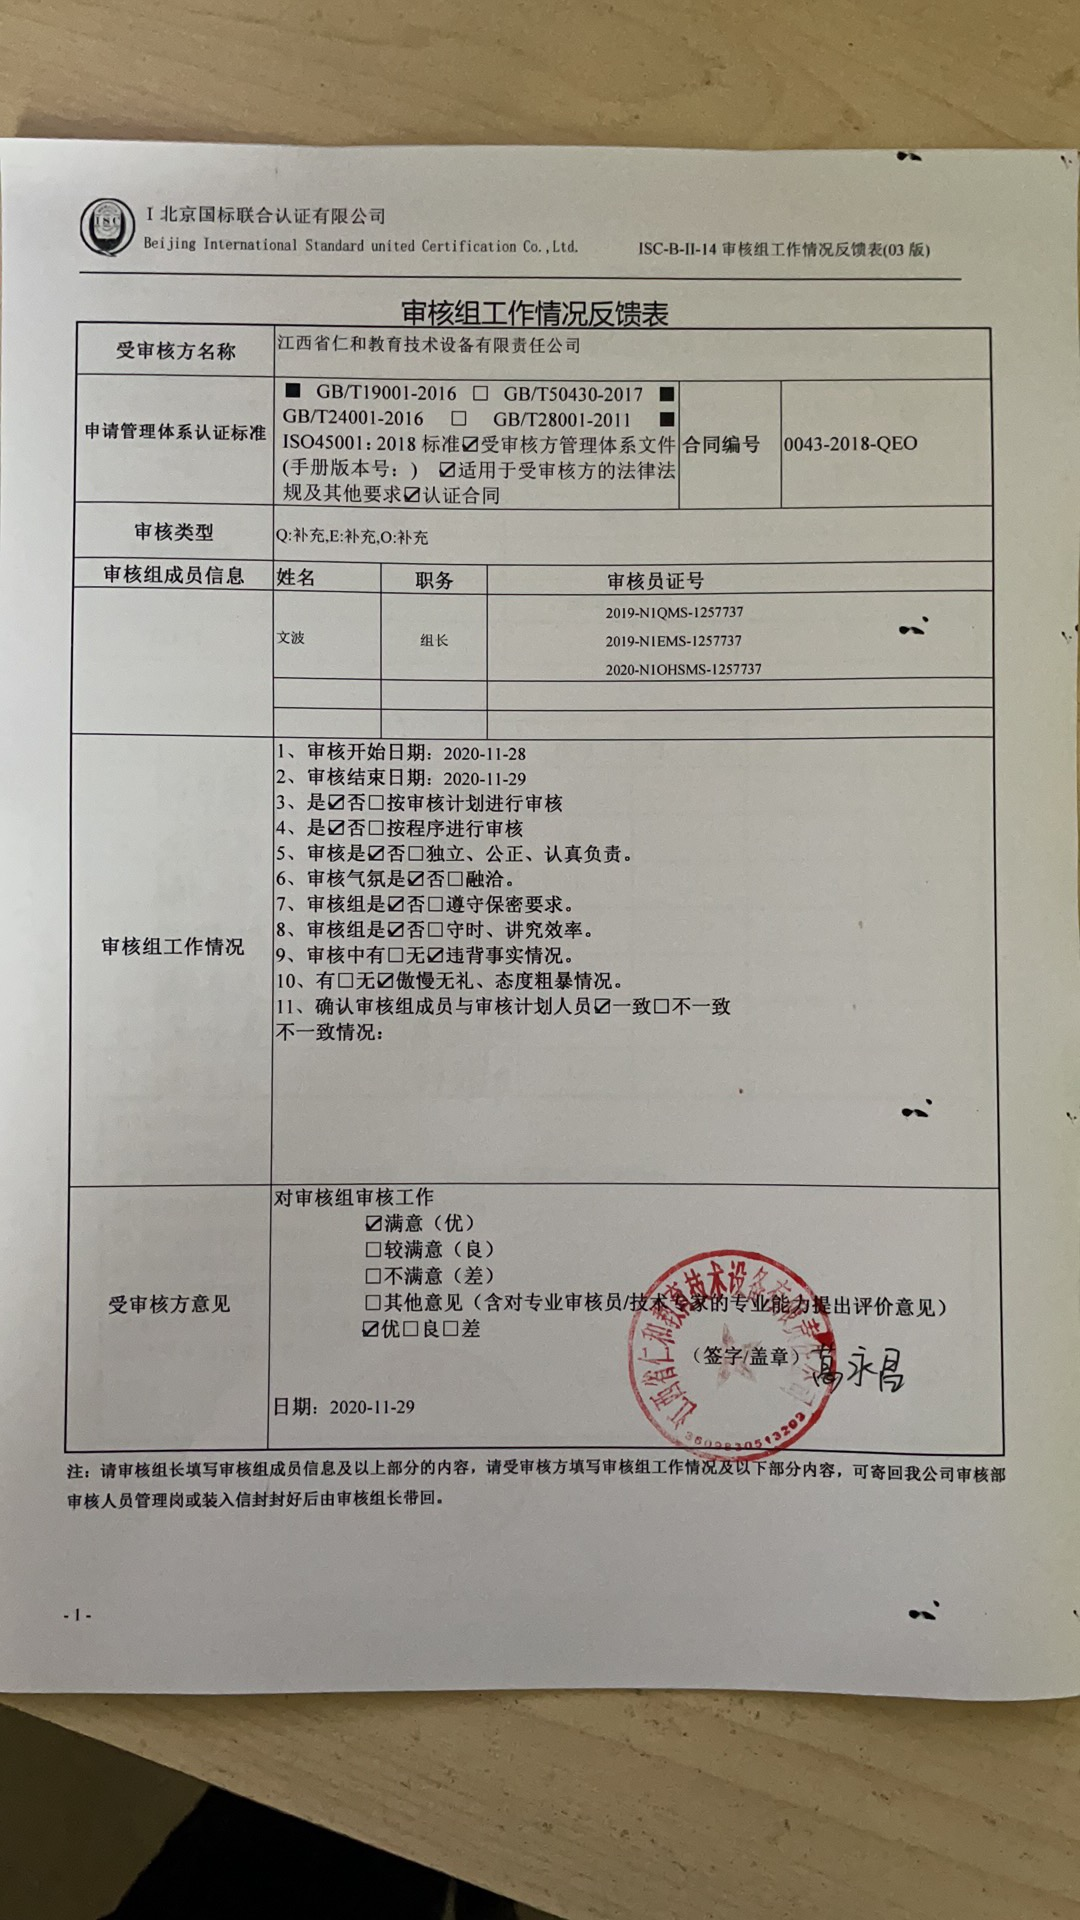 ISC
I 北京国标联合认证有限公司
Beijing International Standard united Certification Co.,Ltd.
ISC-B-II-14 审核组工作情况反馈表(03 版)
审核组工作情况反馈表
受审核方名称
江西省仁和教育技术设备有限责任公司
申请管理体系认证标准
■ GB/T19001-2016 □ GB/T50430-2017 ■
GB/T24001-2016 □ GB/T28001-2011 ■
ISO45001:2018 标准☑受审核方管理体系文件
(手册版本号: ) ☑适用于受审核方的法律法
规及其他要求☑认证合同
合同编号
0043-2018-QEO
审核类型
Q:补充,E:补充,O:补充
审核组成员信息
姓名 职务 审核员证号
文波 组长
2019-N1QMS-1257737
2019-N1EMS-1257737
2020-N1OHSMS-1257737
审核组工作情况
1、审核开始日期: 2020-11-28
2、审核结束日期: 2020-11-29
3、是☑否□按审核计划进行审核
4、是☑否□按程序进行审核
5、审核是☑否□独立、公正、认真负责。
6、审核气氛是☑否□融洽。
7、审核组是☑否□遵守保密要求。
8、审核组是☑否□守时、讲究效率。
9、审核中有□无☑违背事实情况。
10、有□无☑傲慢无礼、态度粗暴情况。
11、确认审核组成员与审核计划人员☑一致□不一致
不一致情况:
受审核方意见
对审核组审核工作
☑满意（优）
□较满意（良）
□不满意（差）
□其他意见（含对专业审核员/技术专家的专业能力提出评价意见）
☑优□良□差
（签字/盖章）
永昌
江西省仁和教育技术设备有限责任公司
日期: 2020-11-29
注: 请审核组长填写审核组成员信息及以上部分的内容，请受审核方填写审核组工作情况及以下部分内容，可寄回我公司审核部
审核人员管理岗或装入信封封好后由审核组长带回。
- 1 -